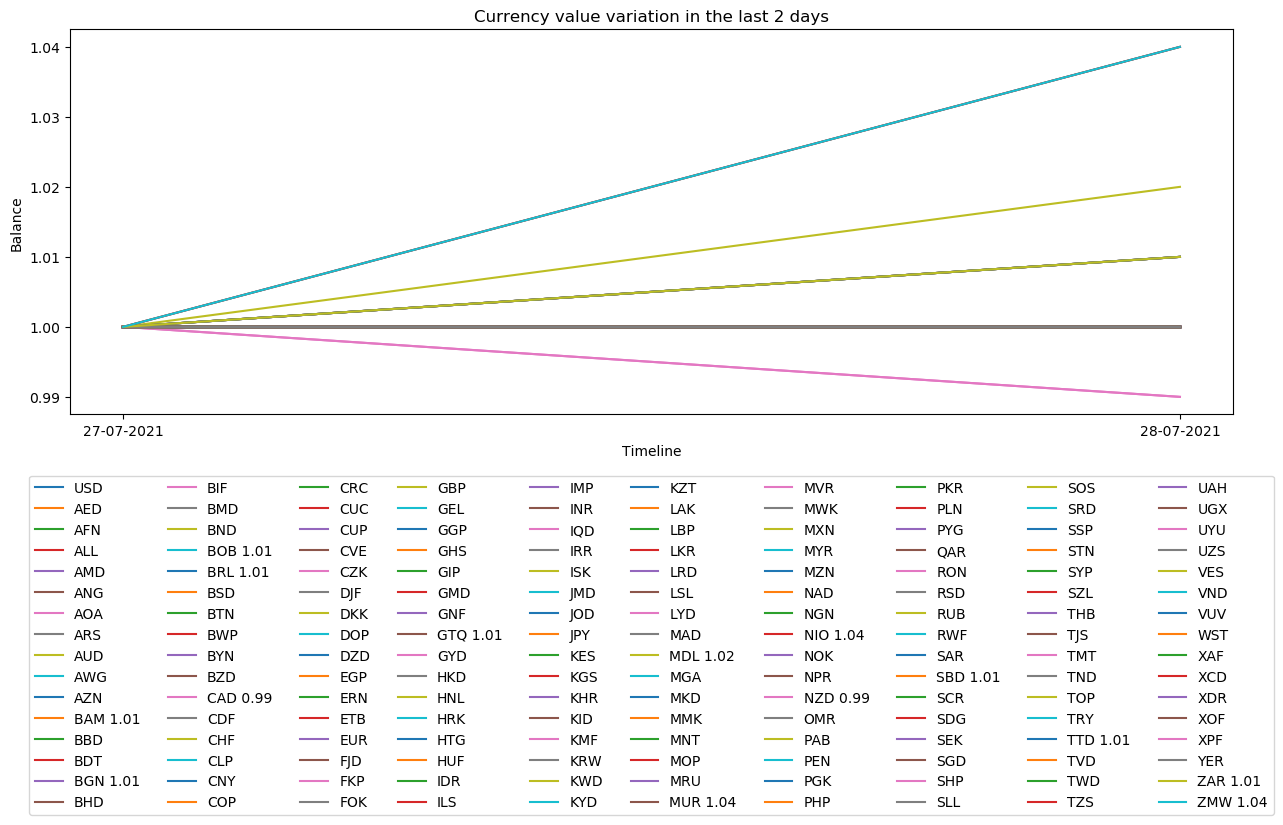 Currency value variation in the last 2 days
1.04
1.03
1.02
1.01
1.00
0.99
Balance
27-07-2021
28-07-2021
Timeline
USD
AED
AFN
ALL
AMD
ANG
AOA
ARS
AUD
AWG
AZN
BAM 1.01
BBD
BDT
BGN 1.01
BHD
BIF
BMD
BND
BOB 1.01
BRL 1.01
BSD
BTN
BWP
BYN
BZD
CAD 0.99
CDF
CHF
CLP
CNY
COP
CRC
CUC
CUP
CVE
CZK
DJF
DKK
DOP
DZD
EGP
ERN
ETB
EUR
FJD
FKP
FOK
GBP
GEL
GGP
GHS
GIP
GMD
GNF
GTQ 1.01
GYD
HKD
HNL
HRK
HTG
HUF
IDR
ILS
IMP
INR
IQD
IRR
ISK
JMD
JOD
JPY
KES
KGS
KHR
KID
KMF
KRW
KWD
KYD
KZT
LAK
LBP
LKR
LRD
LSL
LYD
MAD
MDL 1.02
MGA
MKD
MMK
MNT
MOP
MRU
MUR 1.04
MVR
MWK
MXN
MYR
MZN
NAD
NGN
NIO 1.04
NOK
NPR
NZD 0.99
OMR
PAB
PEN
PGK
PHP
PKR
PLN
PYG
QAR
RON
RSD
RUB
RWF
SAR
SBD 1.01
SCR
SDG
SEK
SGD
SHP
SLL
SOS
SRD
SSP
STN
SYP
SZL
THB
TJS
TMT
TND
TOP
TRY
TTD 1.01
TVD
TWD
TZS
UAH
UGX
UYU
UZS
VES
VND
VUV
WST
XAF
XCD
XDR
XOF
XPF
YER
ZAR 1.01
ZMW 1.04